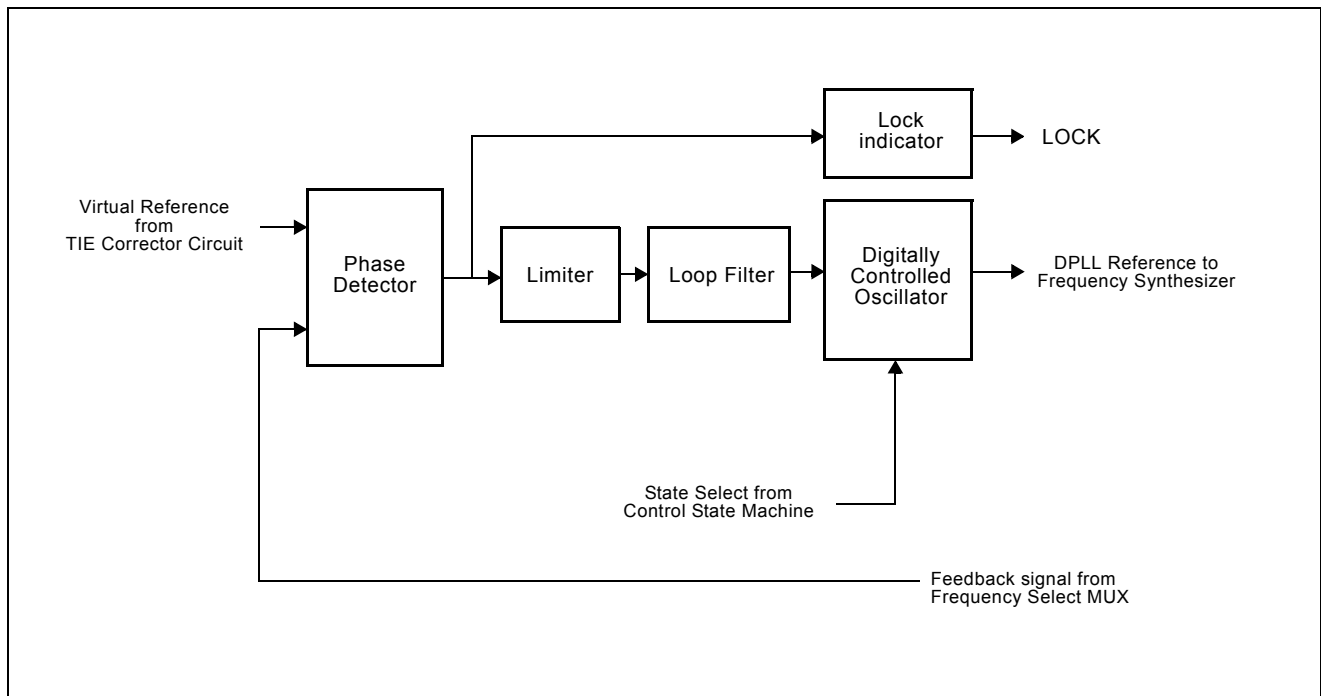 Lock
indicator
LOCK
Virtual Reference
from
TIE Corrector Circuit
Phase
Detector
Limiter
Loop Filter
Digitally
Controlled
Oscillator
DPLL Reference to
Frequency Synthesizer
State Select from
Control State Machine
Feedback signal from
Frequency Select MUX